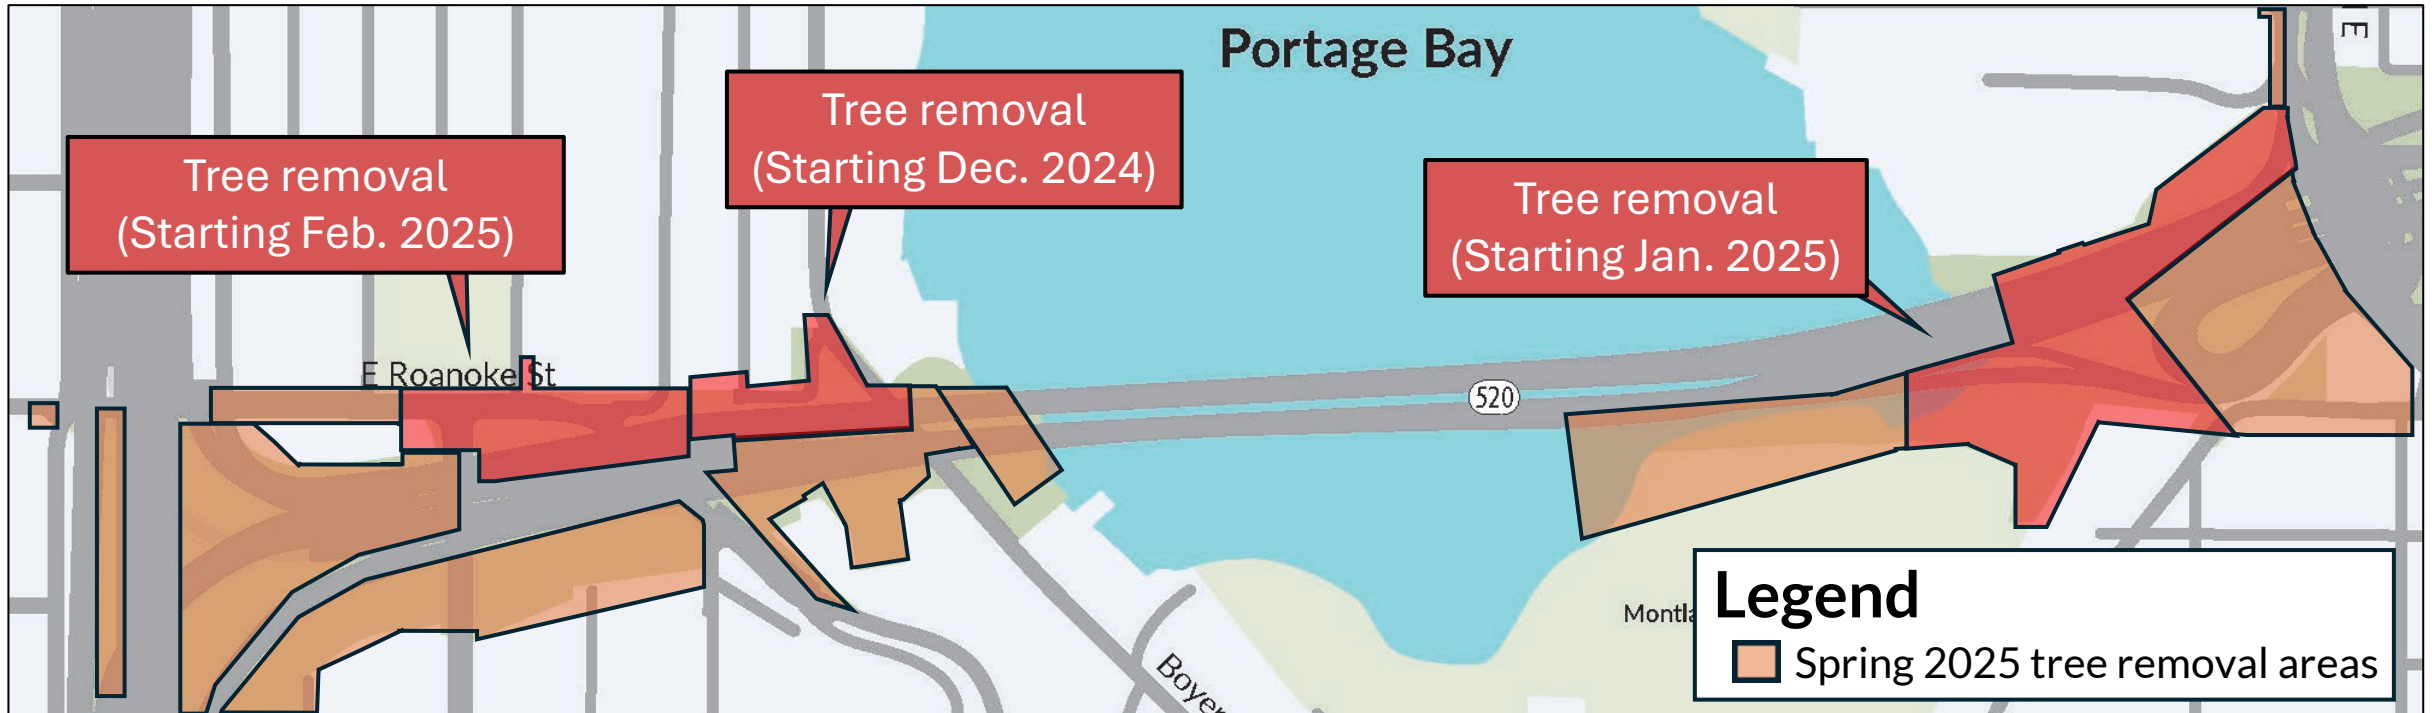 Portage Bay
Tree removal
(Starting Dec. 2024)
Tree removal
(Starting Feb. 2025)
Tree removal
(Starting Jan. 2025)
E Roanoke St
520
Legend
Spring 2025 tree removal areas